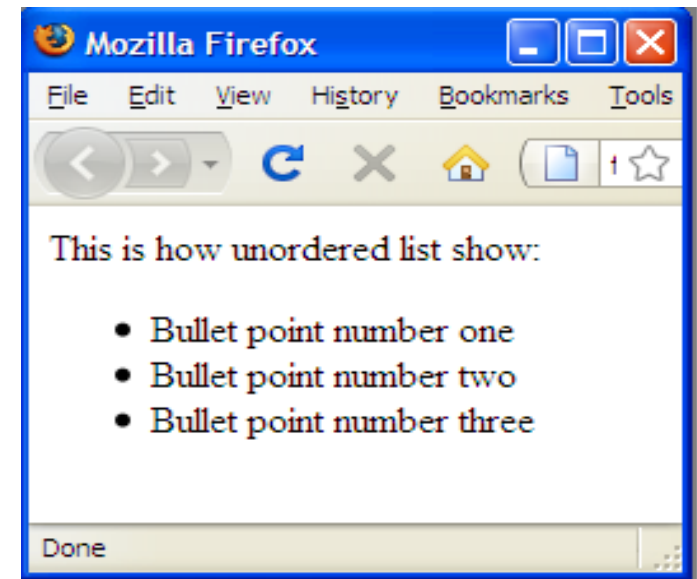 Mozilla Firefox
File Edit View History Bookmarks Tools
This is how unordered list show:
• Bullet point number one
• Bullet point number two
• Bullet point number three
Done